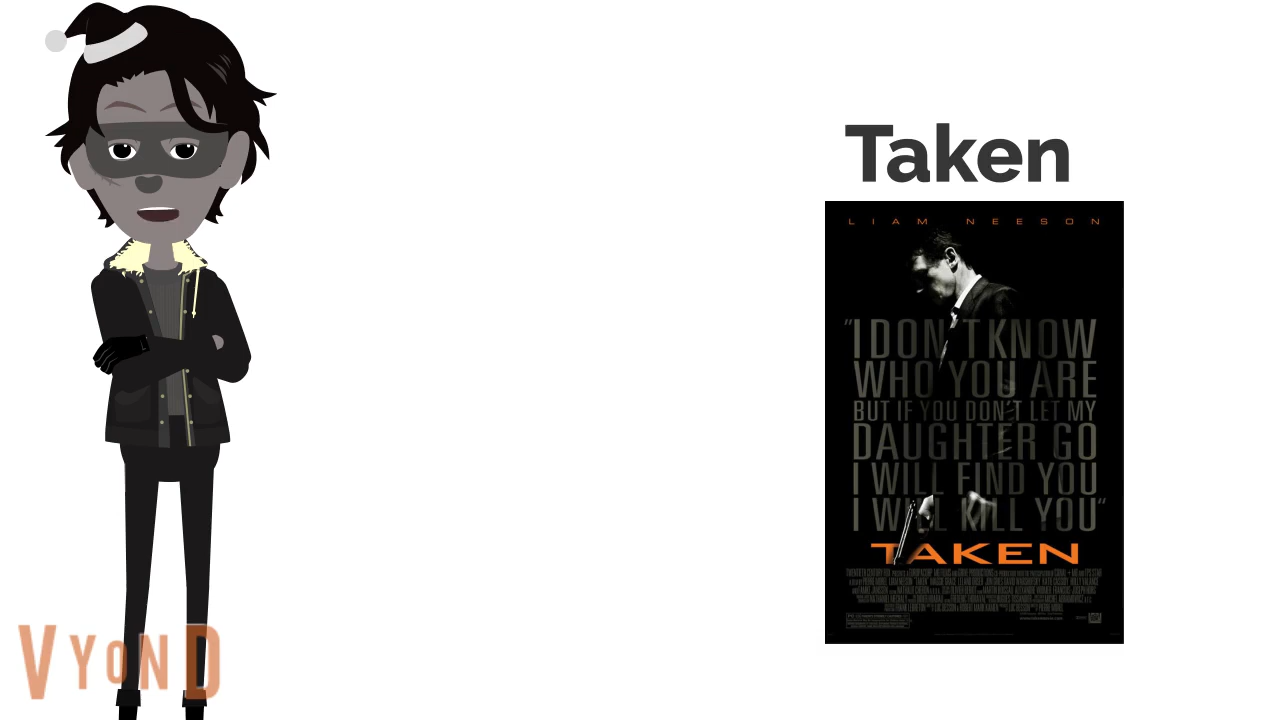 Taken
LIAM NEESON
"I DON'T KNOW
WHO YOU ARE
BUT IF YOU DON'T LET MY
DAUGHTER GO
I WILL FIND YOU
I WILL KILL YOU"
TAKEN
VYOND